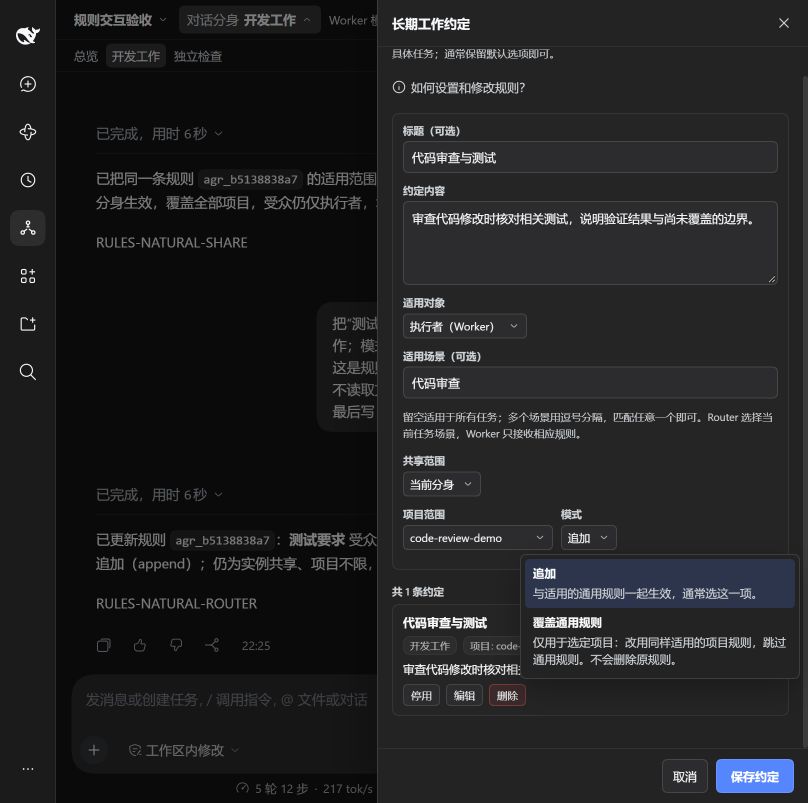 规则交互验收
对话分身 开发工作
Worker
总览
开发工作
独立检查
已完成，用时 6秒
已把同一条规则 agr_b5138838a7 的适用范围
分身生效，覆盖全部项目，受众仅执行者，
RULES-NATURAL-SHARE
把“测试
作；模
这是规
不读取
最后写
已完成，用时 6秒
已更新规则 agr_b5138838a7：测试要求 受众
追加（append）；仍为实例共享、项目不限，
RULES-NATURAL-ROUTER
22:25
发消息或创建任务，/ 调用指令，@ 文件或对话
工作区内修改
5 轮 12 步 · 217 tok/s
长期工作约定
具体任务；通常保留默认选项即可。
如何设置和修改规则？
标题（可选）
代码审查与测试
约定内容
审查代码修改时核对相关测试，说明验证结果与尚未覆盖的边界。
适用对象
执行者（Worker）
适用场景（可选）
代码审查
留空适用于所有任务；多个场景用逗号分隔，匹配任意一个即可。Router 选择当
前任务场景，Worker 只接收相应规则。
共享范围
当前分身
项目范围
模式
code-review-demo
追加
追加
与适用的通用规则一起生效，通常选这一项。
覆盖通用规则
仅用于选定项目：改用同样适用的项目规则，跳过
通用规则。不会删除原规则。
共 1 条约定
代码审查与测试
开发工作
项目: code-
审查代码修改时核对相
停用
编辑
删除
取消
保存约定